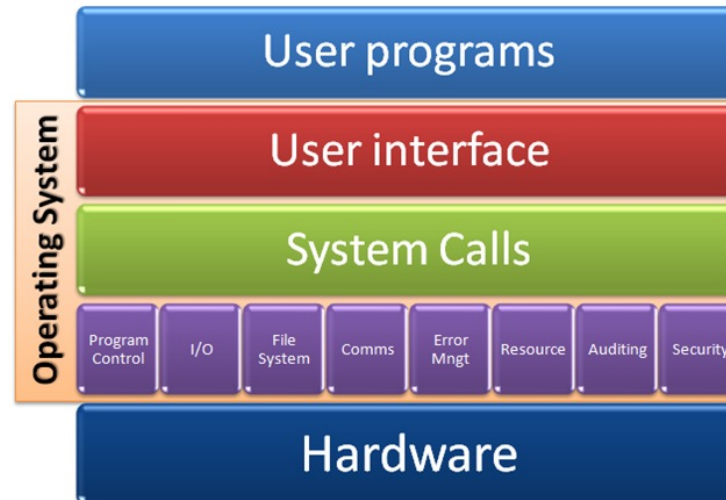 User programs
Operating System
User interface
System Calls
Program
Control
I/O
File
System
Comms
Error
Mngt
Resource
Auditing
Security
Hardware